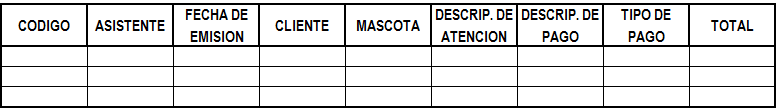 CODIGO ASISTENTE FECHA DE EMISION CLIENTE MASCOTA DESCRIP. DE ATENCION DESCRIP. DE PAGO TIPO DE PAGO TOTAL